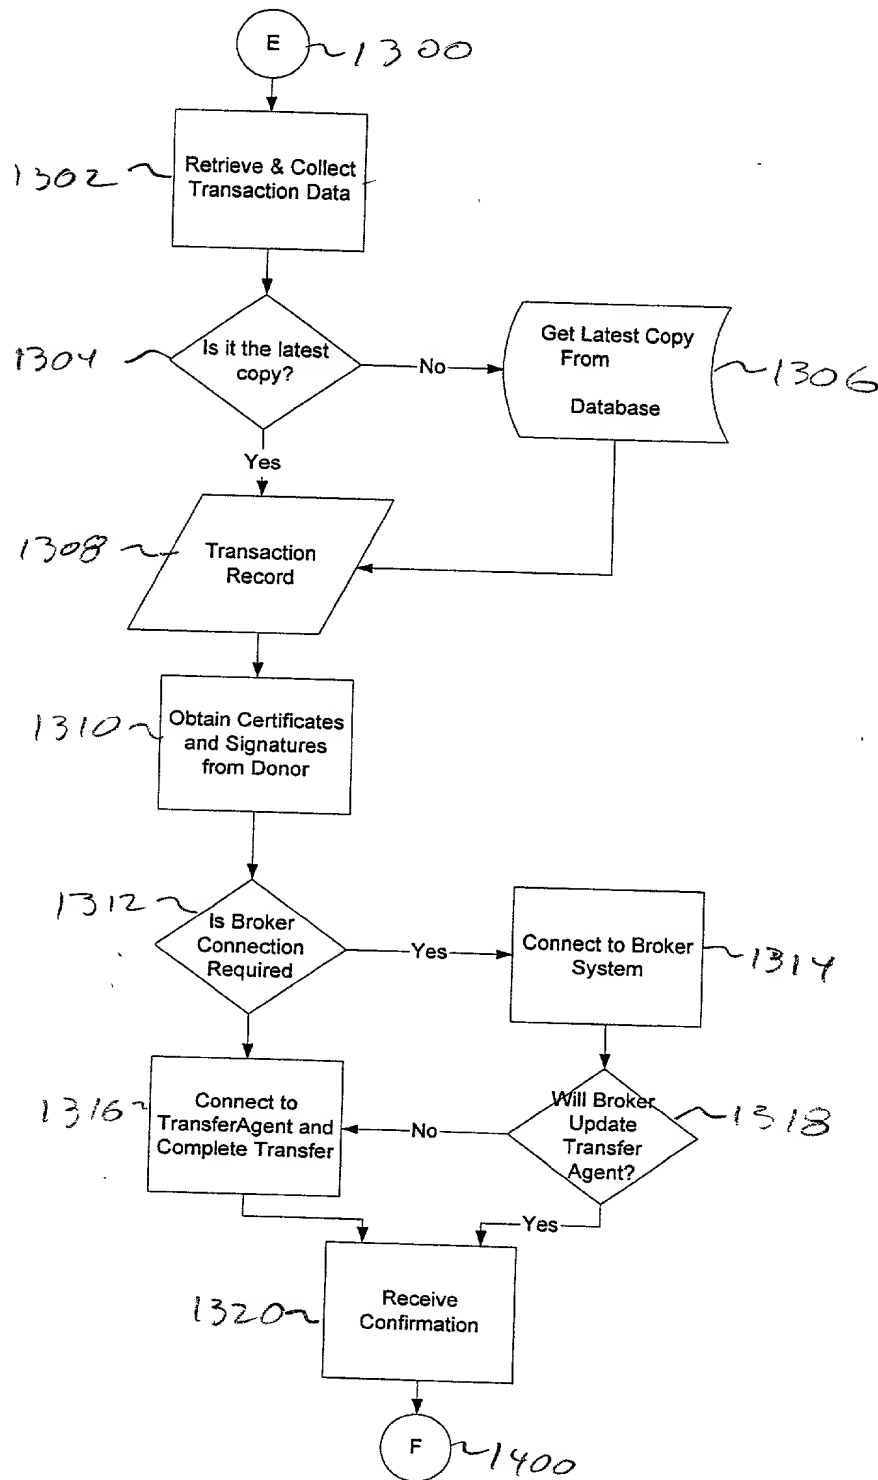 E
1300
1302
Retrieve & Collect
Transaction Data
1304
Is it the latest
copy?
No
Get Latest Copy
From
Database
1306
Yes
1308
Transaction
Record
1310
Obtain Certificates
and Signatures
from Donor
1312
Is Broker
Connection
Required
Yes
Connect to Broker
System
1314
1316
Connect to
TransferAgent and
Complete Transfer
No
Will Broker
Update
Transfer
Agent?
1318
Yes
1320
Receive
Confirmation
F
1400